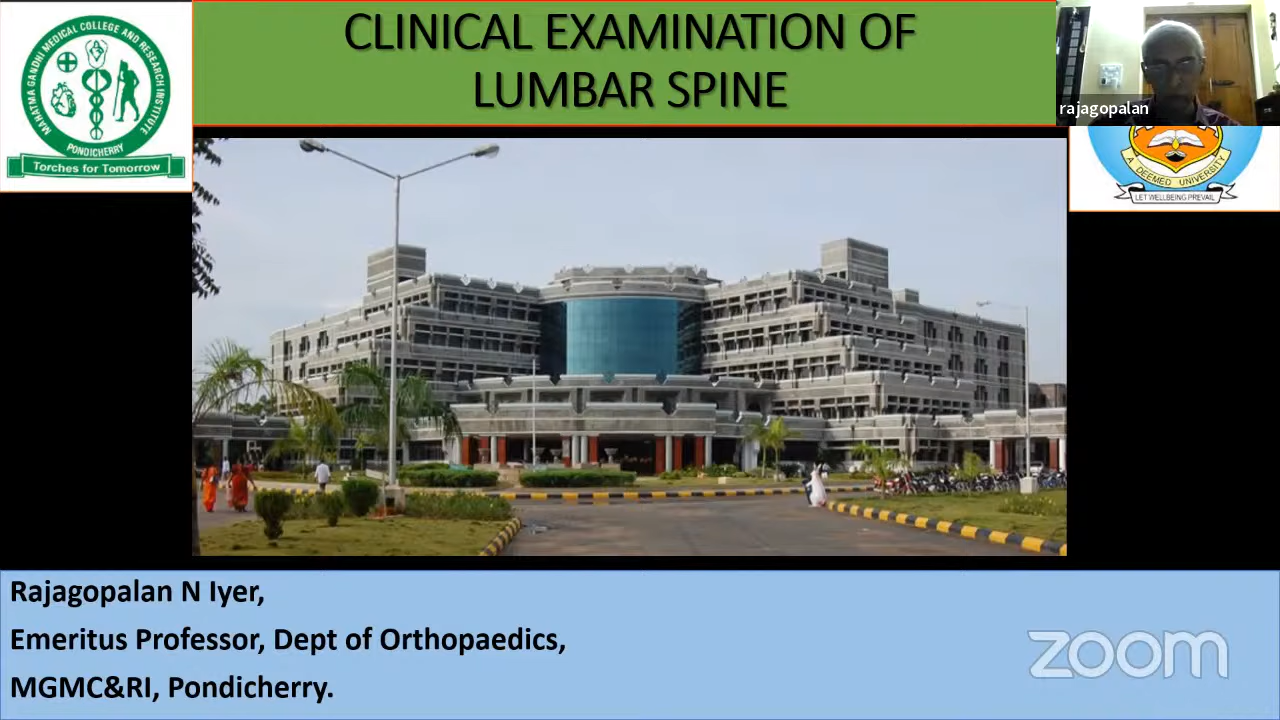 CLINICAL EXAMINATION OF
LUMBAR SPINE
MAHATMA GANDHI MEDICAL COLLEGE AND RESEARCH INSTITUTE
PONDICHERRY
Torches for Tomorrow
rajagopalan
A DEEMED UNIVERSITY
LET WELLBEING PREVAIL
Rajagopalan N Iyer,
Emeritus Professor, Dept of Orthopaedics,
MGMC&RI, Pondicherry.
zoom